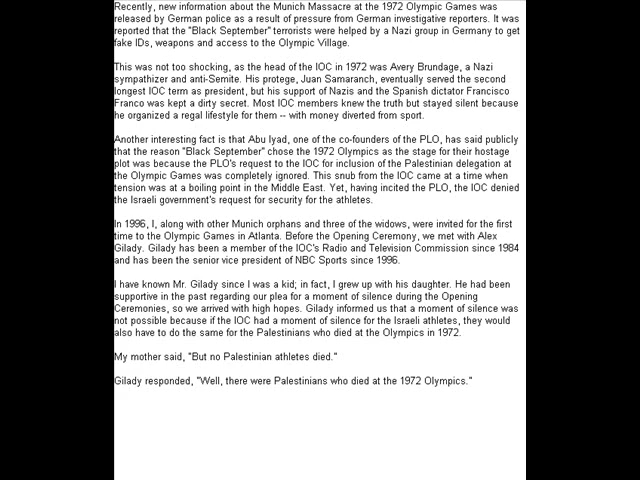 Recently, new information about the Munich Massacre at the 1972 Olympic Games was
released by German police as a result of pressure from German investigative reporters. It was
reported that the "Black September" terrorists were helped by a Nazi group in Germany to get
fake IDs, weapons and access to the Olympic Village.
This was not too shocking, as the head of the IOC in 1972 was Avery Brundage, a Nazi
sympathizer and anti-Semite. His protege, Juan Samaranch, eventually served the second
longest IOC term as president, but his support of Nazis and the Spanish dictator Francisco
Franco was kept a dirty secret. Most IOC members knew the truth but stayed silent because
he organized a regal lifestyle for them -- with money diverted from sport.
Another interesting fact is that Abu Iyad, one of the co-founders of the PLO, has said publicly
that the reason "Black September" chose the 1972 Olympics as the stage for their hostage
plot was because the PLO's request to the IOC for inclusion of the Palestinian delegation at
the Olympic Games was completely ignored. This snub from the IOC came at a time when
tension was at a boiling point in the Middle East. Yet, having incited the PLO, the IOC denied
the Israeli government's request for security for the athletes.
In 1996, I, along with other Munich orphans and three of the widows, were invited for the first
time to the Olympic Games in Atlanta. Before the Opening Ceremony, we met with Alex
Gilady. Gilady has been a member of the IOC's Radio and Television Commission since 1984
and has been the senior vice president of NBC Sports since 1996.
I have known Mr. Gilady since I was a kid; in fact, I grew up with his daughter. He had been
supportive in the past regarding our plea for a moment of silence during the Opening
Ceremonies, so we arrived with high hopes. Gilady informed us that a moment of silence was
not possible because if the IOC had a moment of silence for the Israeli athletes, they would
also have to do the same for the Palestinians who died at the Olympics in 1972.
My mother said, "But no Palestinian athletes died."
Gilady responded, "Well, there were Palestinians who died at the 1972 Olympics."